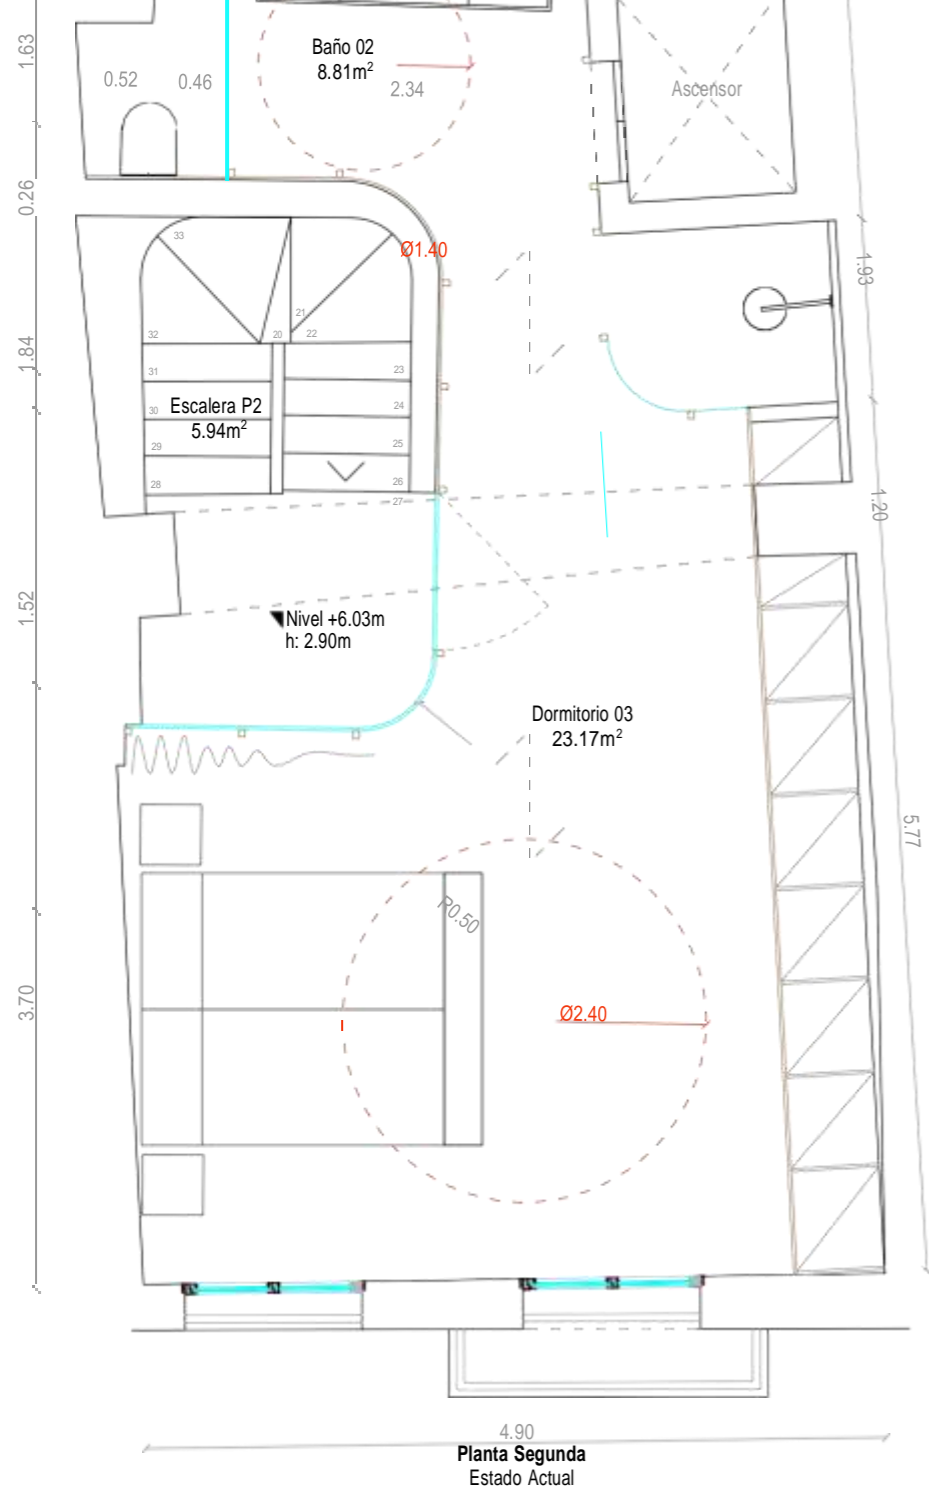 1.63
Baño 02
8.81m²
0.52
0.46
2.34
Ascensor
0.26
33
Ø1.40
1.93
21
32
20
22
1.84
31
23
30
Escalera P2
24
5.94m²
29
25
28
26
27
1.20
1.52
Nivel +6.03m
h: 2.90m
Dormitorio 03
23.17m²
5.77
R0.50
3.70
Ø2.40
4.90
Planta Segunda
Estado Actual